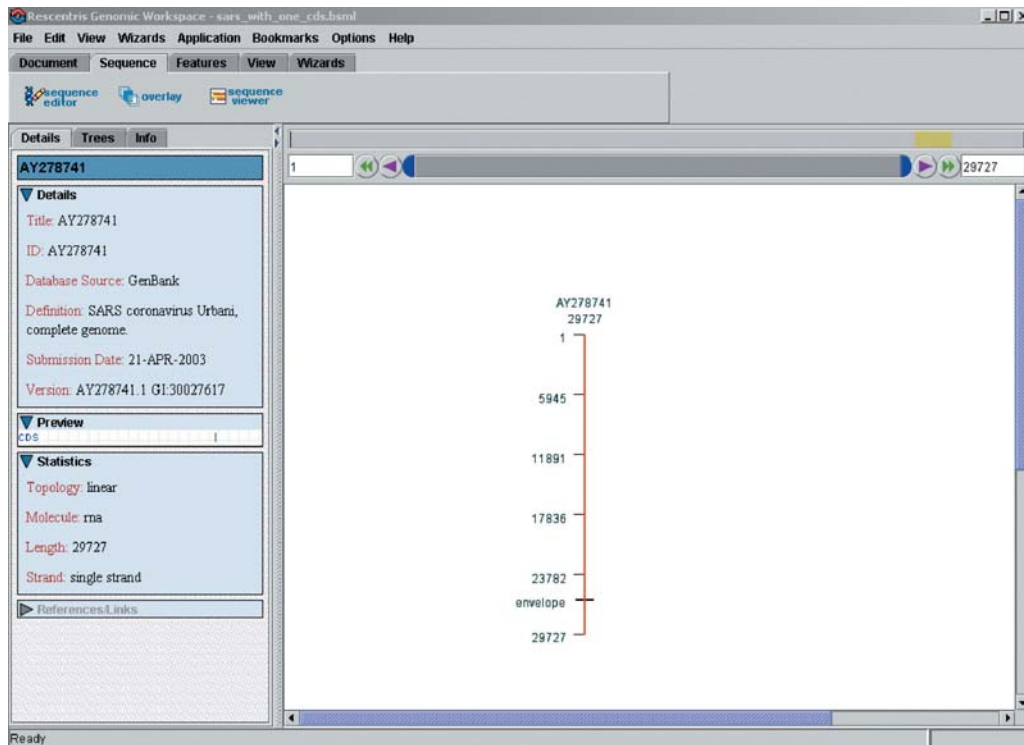 Rescentris Genomic Workspace - sars_with_one_cds.bsml
File Edit View Wizards Application Bookmarks Options Help
Document Sequence Features View Wizards
sequence editor overlay sequence viewer
Details Trees Info
AY278741
1 29727
Details
Title: AY278741
ID: AY278741
Database Source: GenBank
Definition: SARS coronavirus Urbani,
complete genome.
Submission Date: 21-APR-2003
Version: AY278741.1 GI:30027617
Preview
CDS
Statistics
Topology: linear
Molecule: rna
Length: 29727
Strand: single strand
References/Links
AY278741
29727
1
5945
11891
17836
23782
envelope
29727
Ready